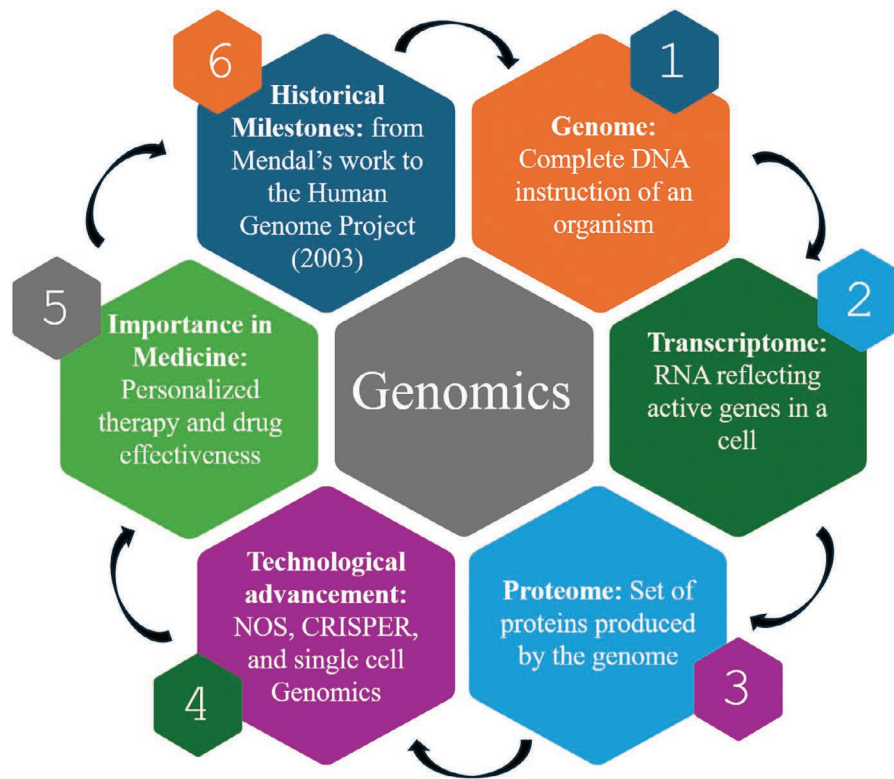 1
Genome:
Complete DNA
instruction of an
organism
2
Transcriptome:
RNA reflecting
active genes in a
cell
3
Proteome: Set of
proteins produced
by the genome
4
Technological
advancement:
NOS, CRISPER,
and single cell
Genomics
5
Importance in
Medicine:
Personalized
therapy and drug
effectiveness
6
Historical
Milestones: from
Mendal’s work to
the Human
Genome Project
(2003)
Genomics